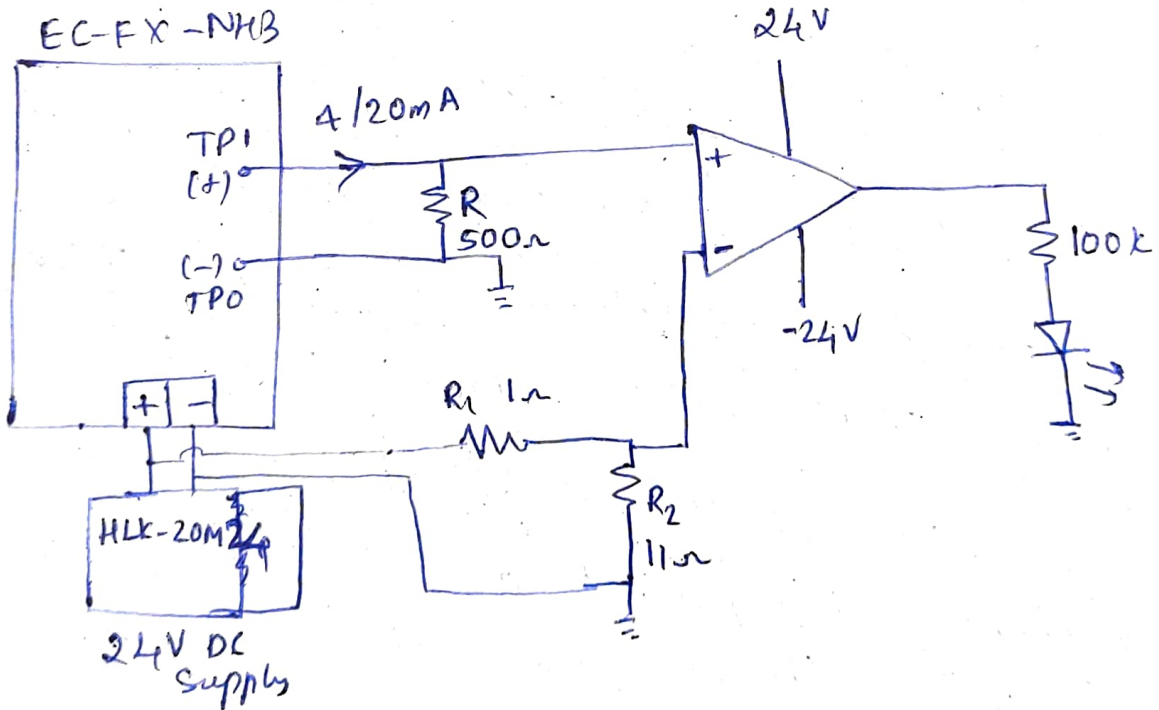 EC-FX-NHB
24V
4/20mA
TP1
(+)
+
R
500Ω
100k
(-)
TP0
-
-24V
R1 1Ω
+ -
R2
HLK-20M24
11Ω
24V DC
Supply